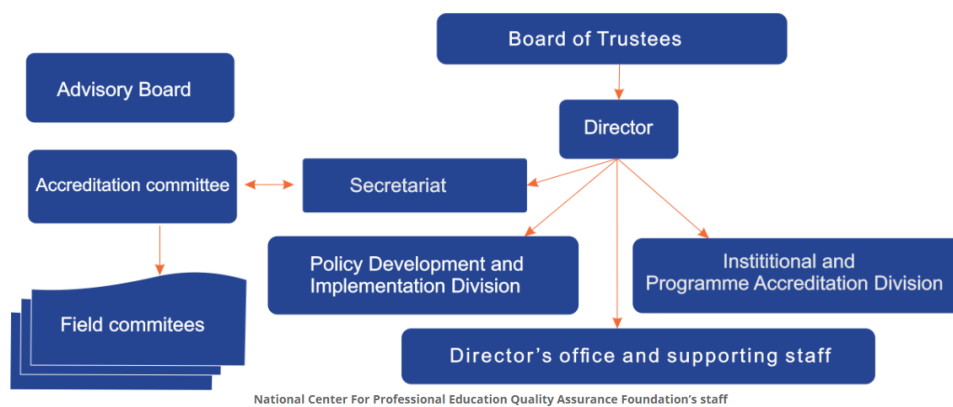 Board of Trustees
Advisory Board
Director
Accreditation committee
Secretariat
Policy Development and
Implementation Division
Instititional and
Programme Accreditation Division
Field commitees
Director's office and supporting staff
National Center For Professional Education Quality Assurance Foundation's staff